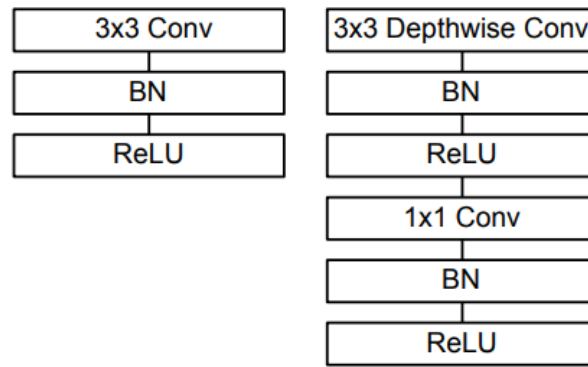 3x3 Conv
BN
ReLU
3x3 Depthwise Conv
BN
ReLU
1x1 Conv
BN
ReLU